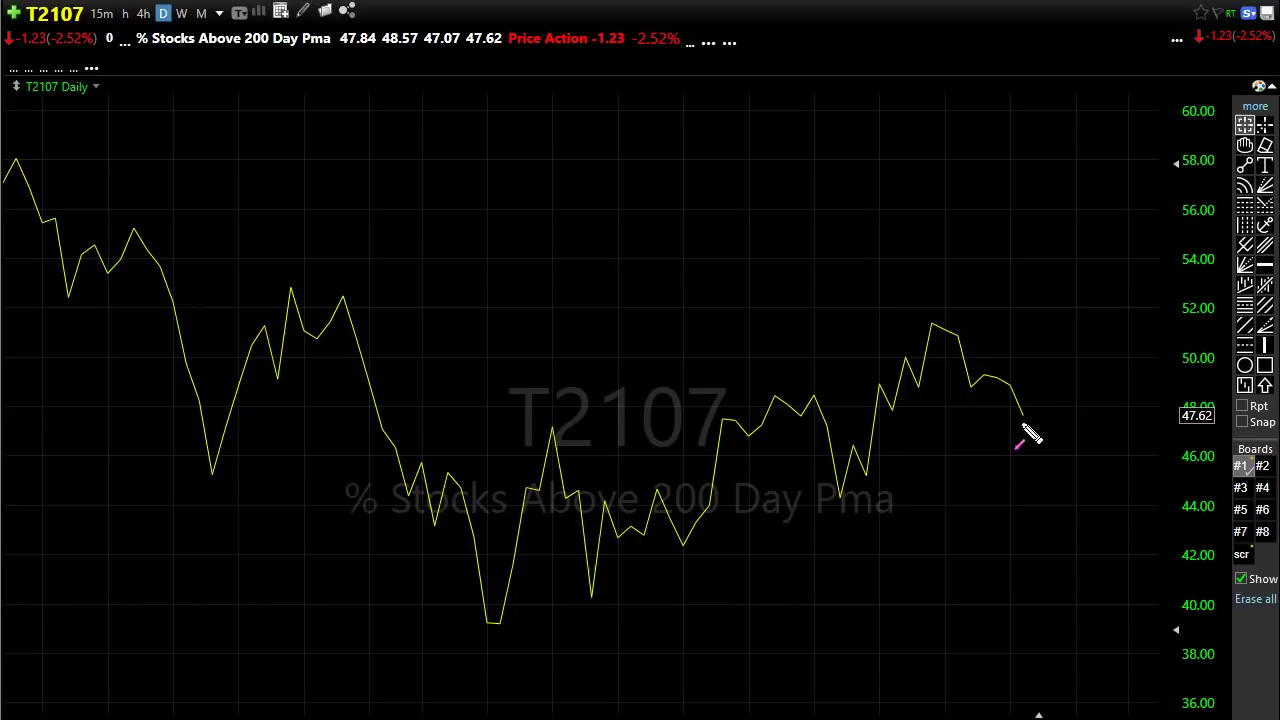 T2107 15m h 4h D W M T RT S
-1.23(-2.52%) 0 ... % Stocks Above 200 Day Pma 47.84 48.57 47.07 47.62 Price Action -1.23 -2.52% ... ... ... ... -1.23(-2.52%)
... ... ... ... ... ...
T2107 Daily
more
60.00
58.00
56.00
54.00
52.00
50.00
48.00
47.62
46.00
44.00
42.00
40.00
38.00
36.00
T2107
% Stocks Above 200 Day Pma
T
Rpt
Snap
Boards
#1 #2
#3 #4
#5 #6
#7 #8
scr
Show
Erase all